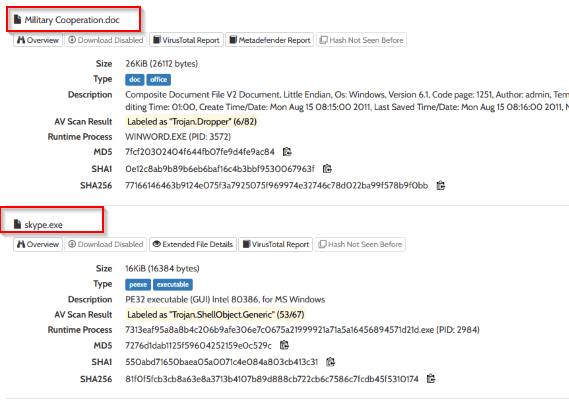 Military Cooperation.doc
Overview Download Disabled VirusTotal Report Metadefender Report Hash Not Seen Before
Size 26KiB (26112 bytes)
Type doc office
Description Composite Document File V2 Document, Little Endian, Os: Windows, Version 6.1, Code page: 1251, Author: admin, Tem
diting Time: 01:00, Create Time/Date: Mon Aug 15 08:15:00 2011, Last Saved Time/Date: Mon Aug 15 08:16:00 2011, N
AV Scan Result Labeled as "Trojan.Dropper" (6/82)
Runtime Process WINWORD.EXE (PID: 3572)
MD5 7fcf20302404f644fb07fe9d4fe9ac84
SHA1 0e12c8ab9b89b6eb6baf16c4b3bbf9530067963f
SHA256 77166146463b9124e075f3a7925075f969974e32746c78d022ba99f578b9f0bb
skype.exe
Overview Download Disabled Extended File Details VirusTotal Report Hash Not Seen Before
Size 16KiB (16384 bytes)
Type peexe executable
Description PE32 executable (GUI) Intel 80386, for MS Windows
AV Scan Result Labeled as "Trojan.ShellObject.Generic" (53/67)
Runtime Process 7313eaf95a8a8b4c206b9afe306e7c0675a21999921a71a5a16456894571d21d.exe (PID: 2984)
MD5 7276d1dab1125f59604252159e0c529c
SHA1 550abd71650baea05a0071c4e084a803cb413c31
SHA256 81f0f5fcb3cb8a63e8a3713b4107b89d888cb722cb6c7586c7fcdb45f5310174